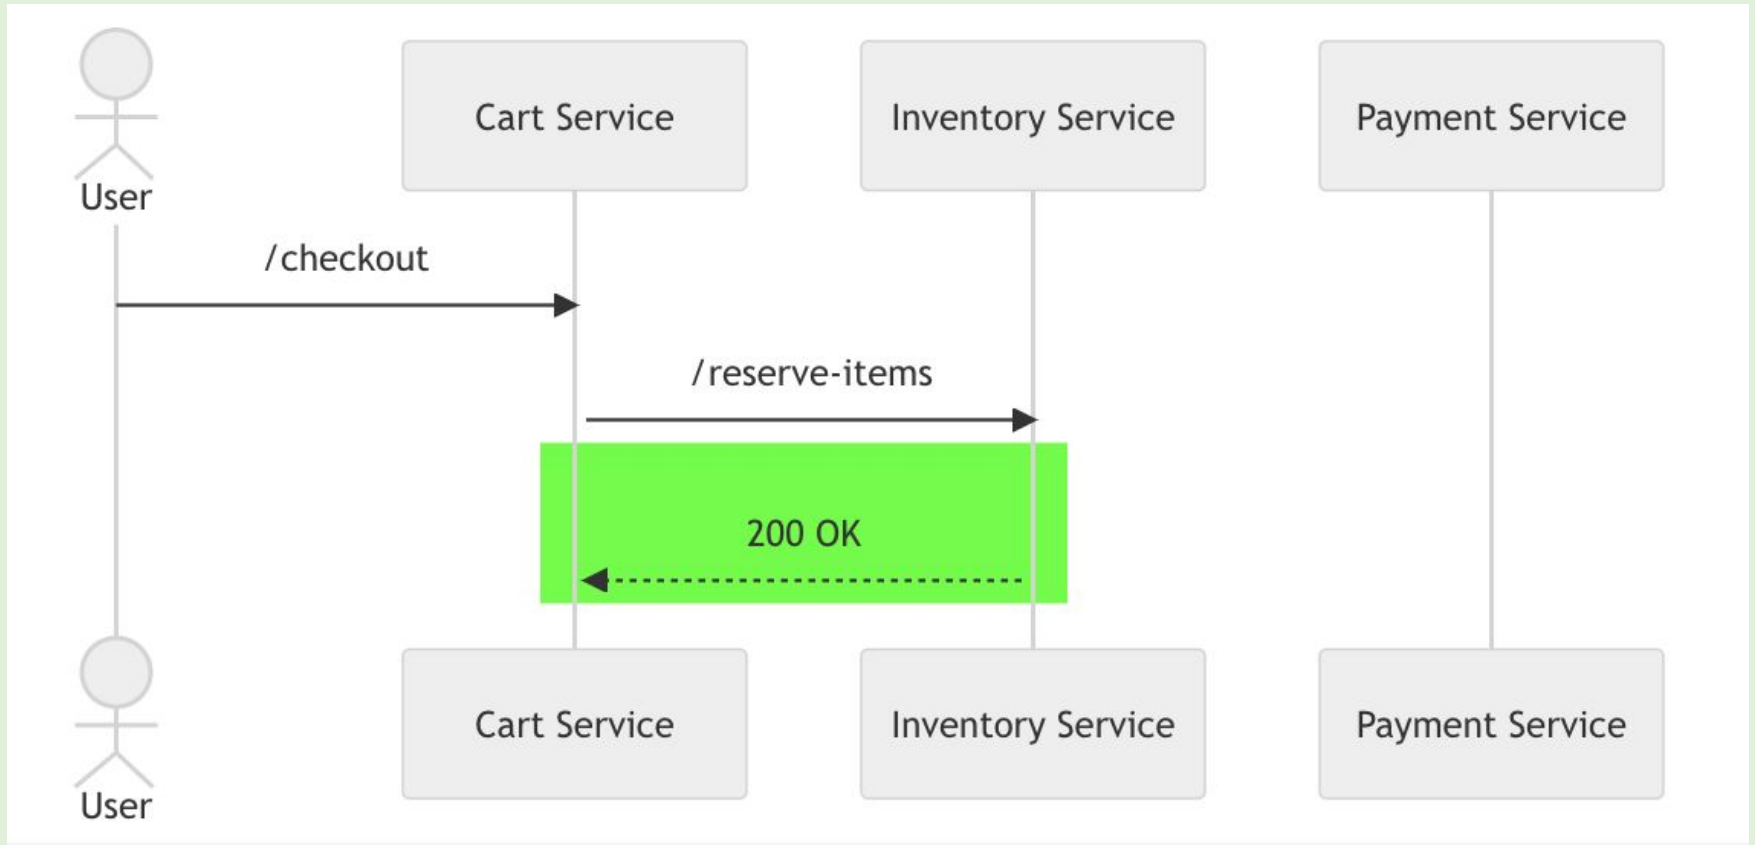 Cart Service
Inventory Service
Payment Service
User
/checkout
/reserve-items
200 OK
Cart Service
Inventory Service
Payment Service
User